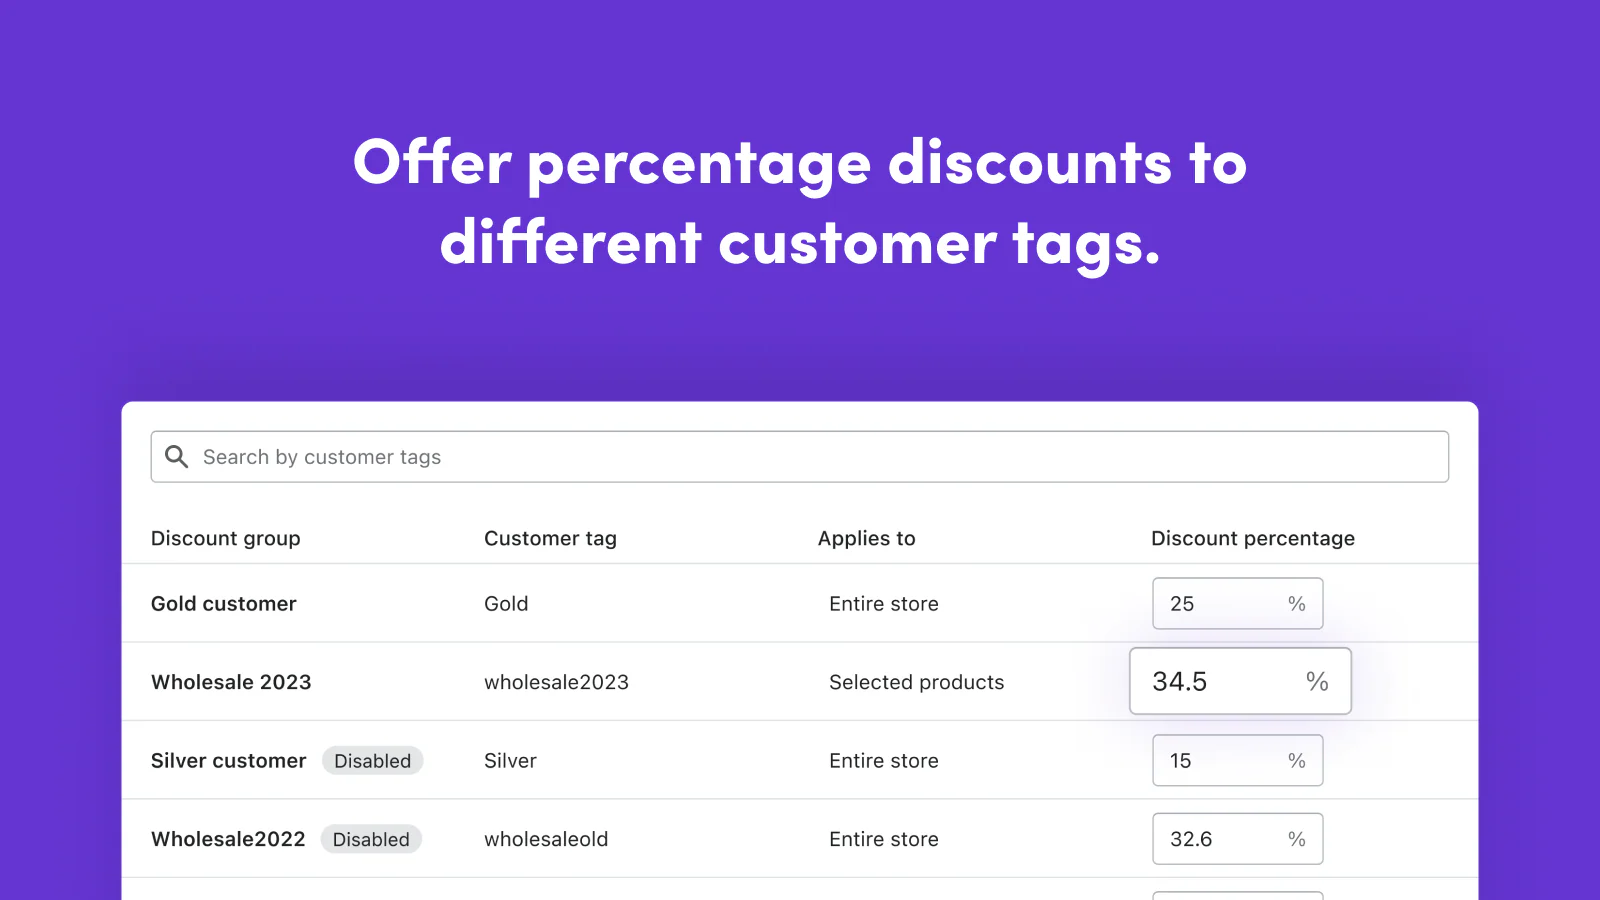 Offer percentage discounts to
different customer tags.
Search by customer tags
Discount group Customer tag Applies to Discount percentage
Gold customer Gold Entire store 25 %
Wholesale 2023 wholesale2023 Selected products 34.5 %
Silver customer Disabled Silver Entire store 15 %
Wholesale2022 Disabled wholesaleold Entire store 32.6 %